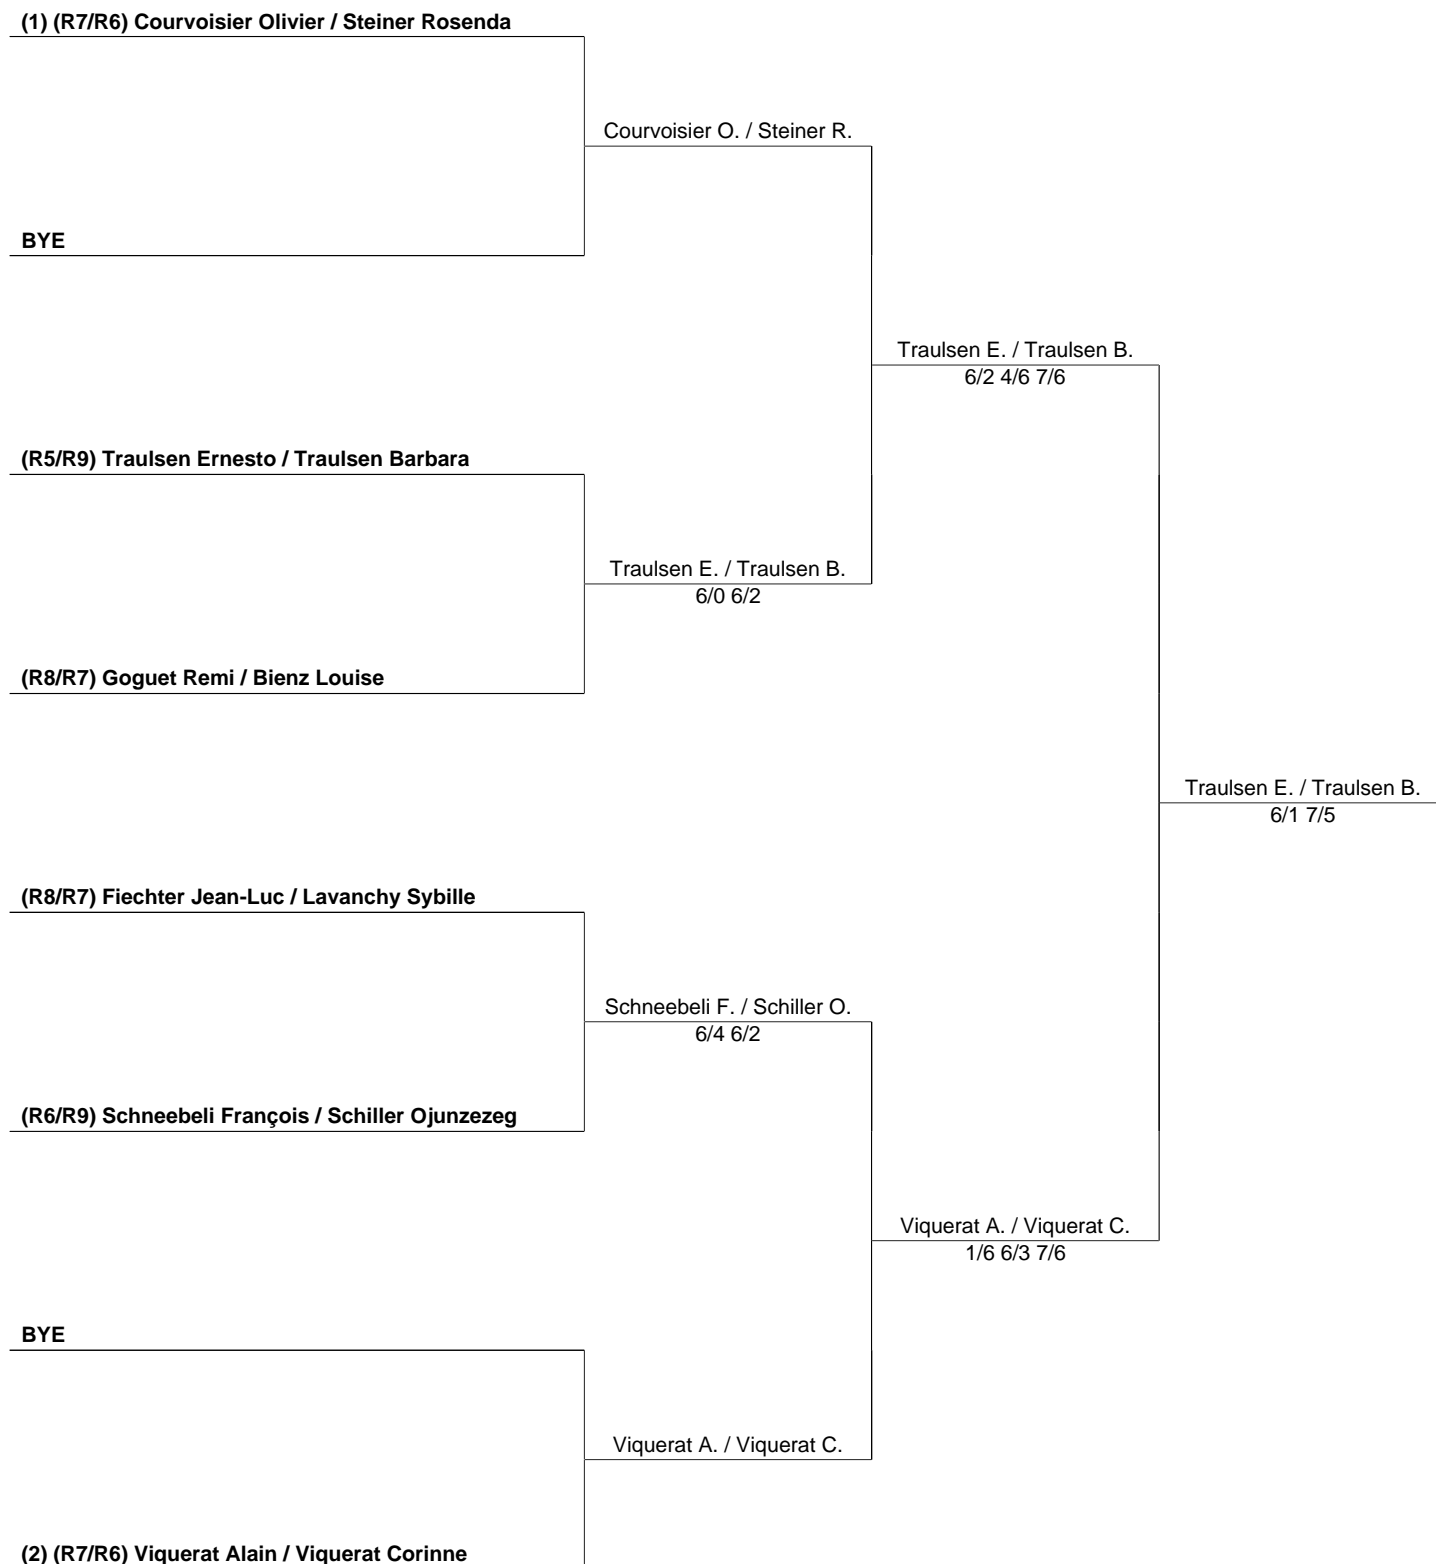 (1) (R7/R6) Courvoisier Olivier / Steiner Rosenda
Courvoisier O. / Steiner R.
BYE
Traulsen E. / Traulsen B.
6/2 4/6 7/6
(R5/R9) Traulsen Ernesto / Traulsen Barbara
Traulsen E. / Traulsen B.
6/0 6/2
(R8/R7) Goguet Remi / Bienz Louise
Traulsen E. / Traulsen B.
6/1 7/5
(R8/R7) Fiechter Jean-Luc / Lavanchy Sybille
Schneebeli F. / Schiller O.
6/4 6/2
(R6/R9) Schneebeli François / Schiller Ojunzezeg
Viquerat A. / Viquerat C.
1/6 6/3 7/6
BYE
Viquerat A. / Viquerat C.
(2) (R7/R6) Viquerat Alain / Viquerat Corinne